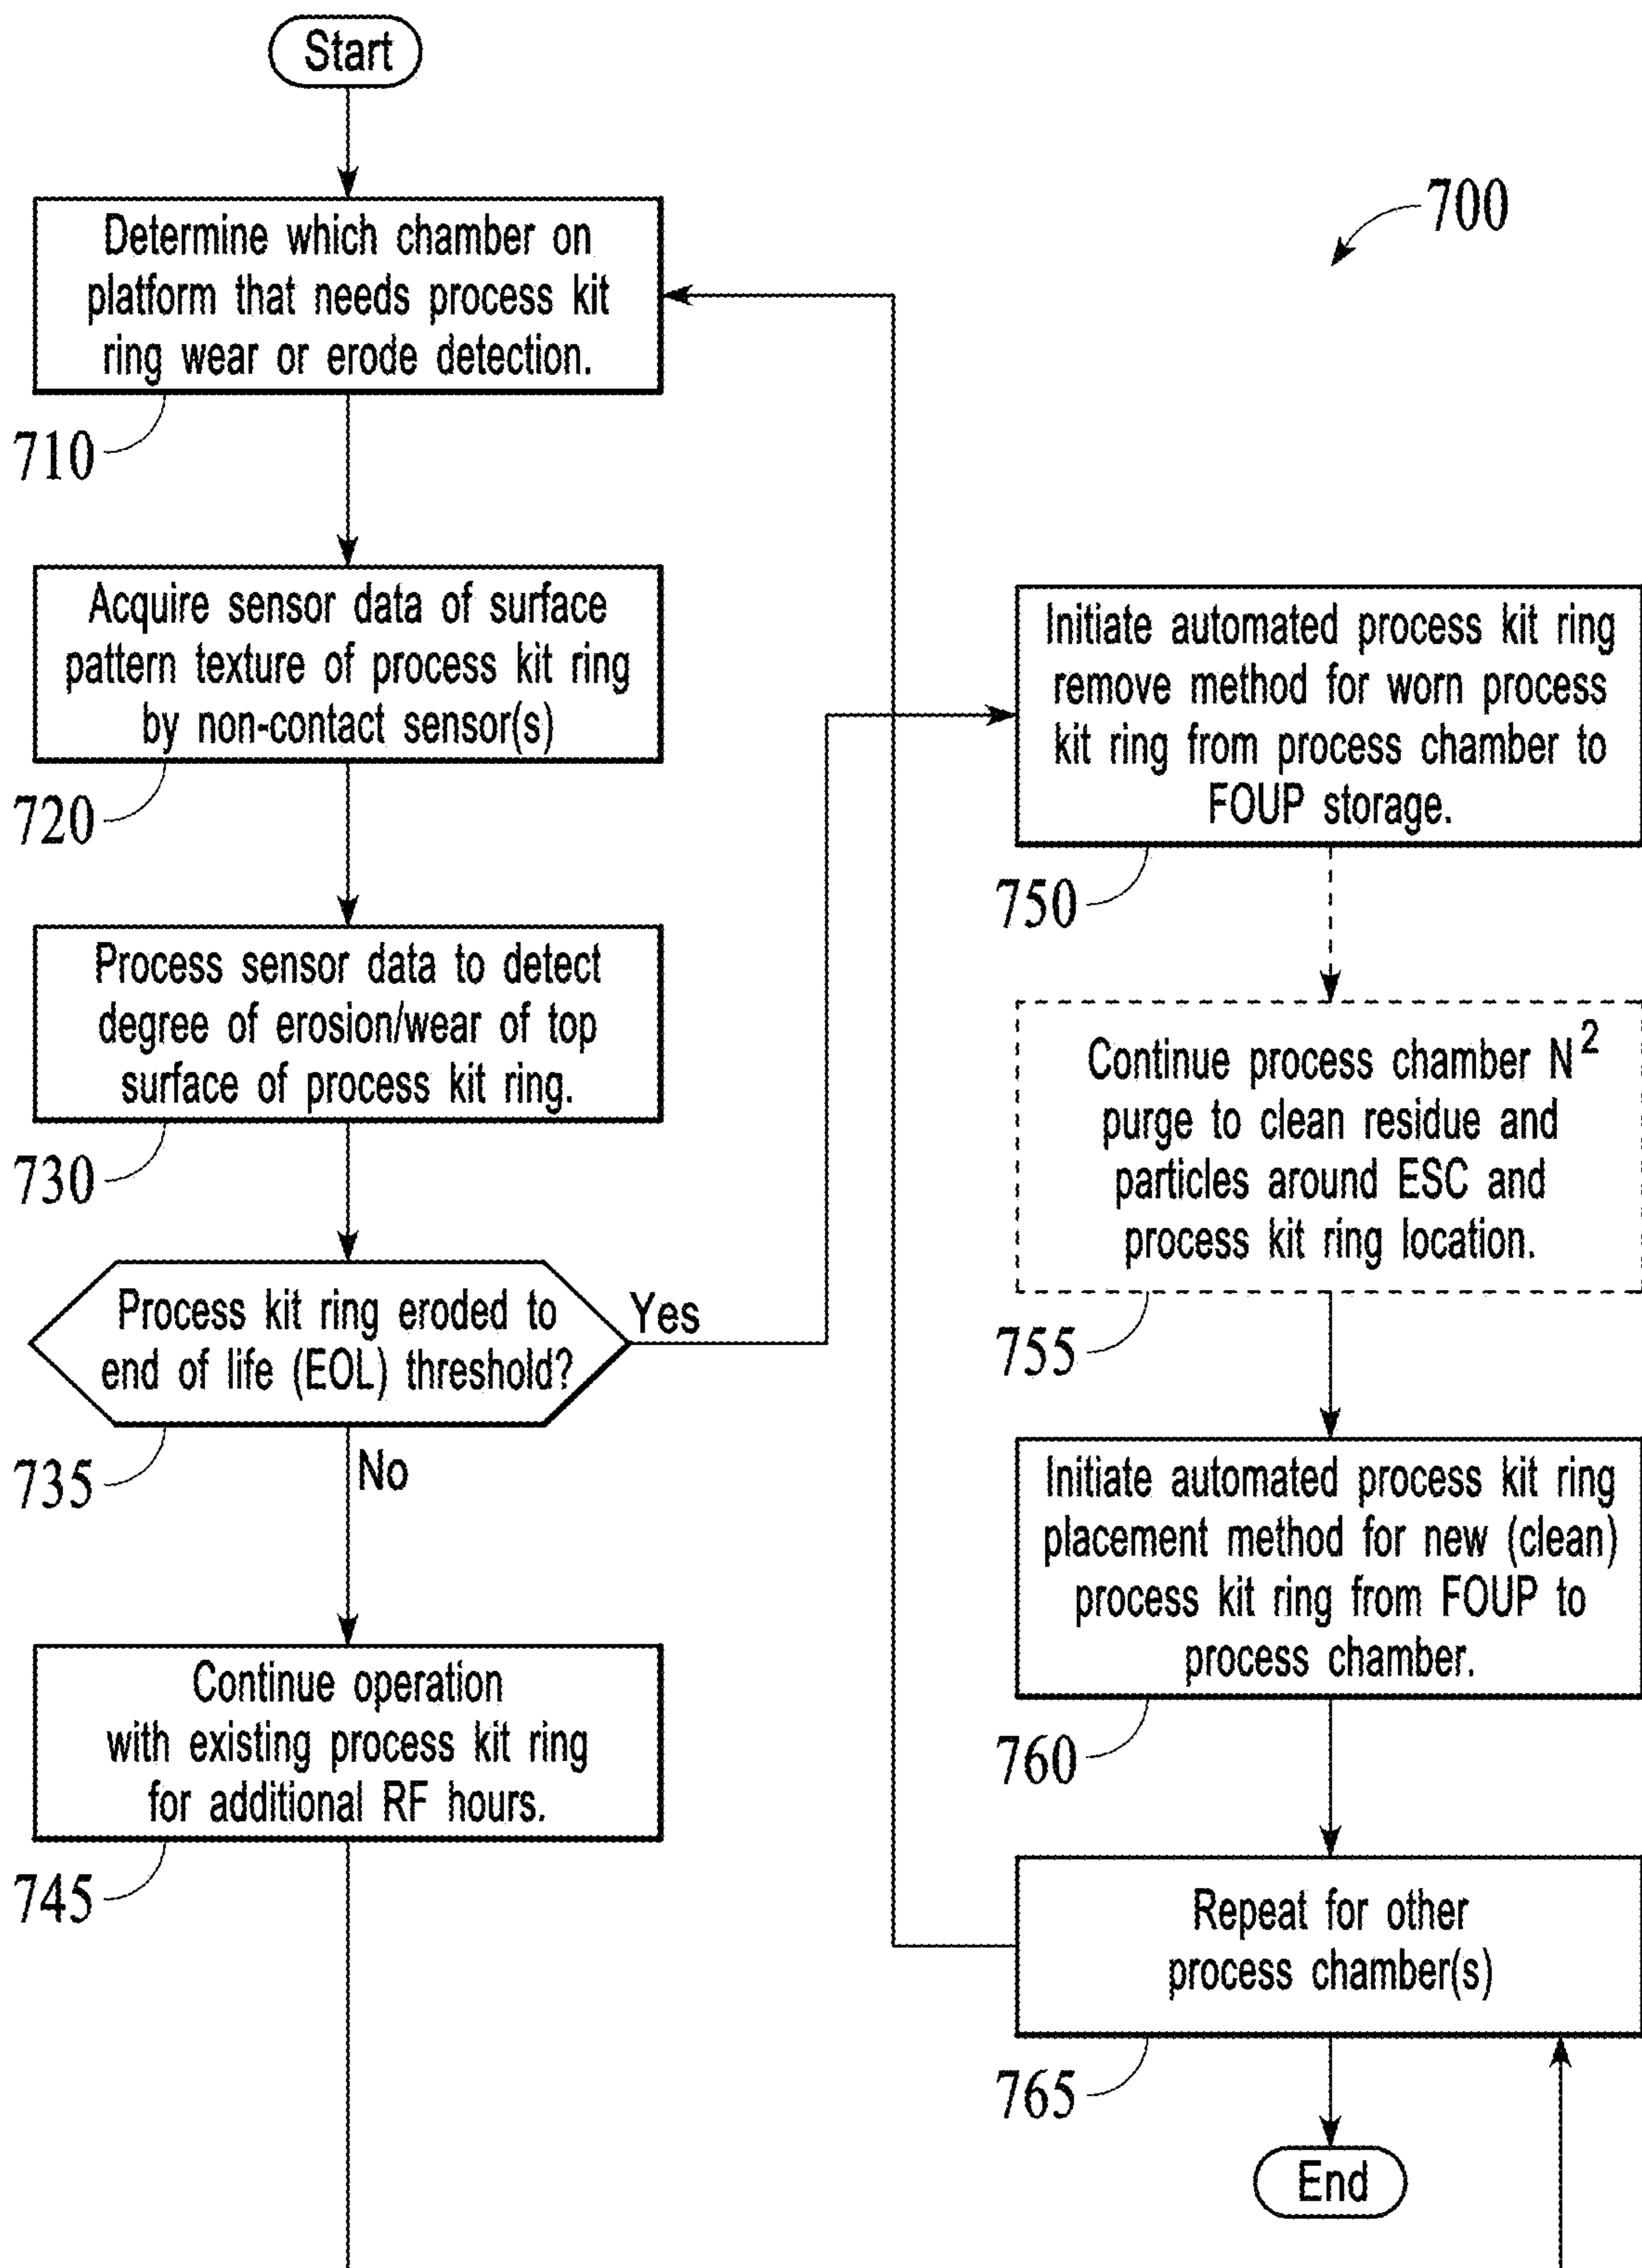 Start
700
Determine which chamber on
platform that needs process kit
ring wear or erode detection.
710
Acquire sensor data of surface
pattern texture of process kit ring
by non-contact sensor(s)
720
Process sensor data to detect
degree of erosion/wear of top
surface of process kit ring.
730
Process kit ring eroded to
end of life (EOL) threshold?
Yes
735
No
Continue operation
with existing process kit ring
for additional RF hours.
745
Initiate automated process kit ring
remove method for worn process
kit ring from process chamber to
FOUP storage.
750
Continue process chamber N²
purge to clean residue and
particles around ESC and
process kit ring location.
755
Initiate automated process kit ring
placement method for new (clean)
process kit ring from FOUP to
process chamber.
760
Repeat for other
process chamber(s)
765
End